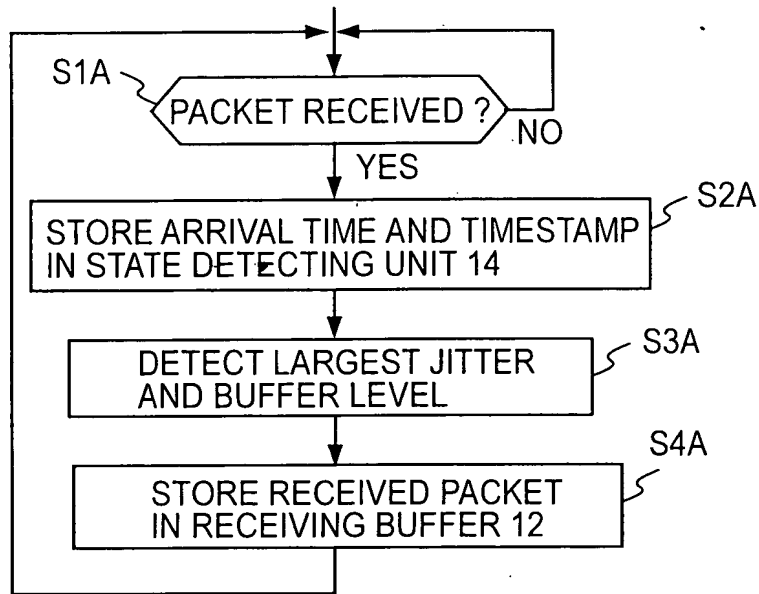 S1A
PACKET RECEIVED ?
NO
YES
S2A
STORE ARRIVAL TIME AND TIMESTAMP
IN STATE DETECTING UNIT 14
S3A
DETECT LARGEST JITTER
AND BUFFER LEVEL
S4A
STORE RECEIVED PACKET
IN RECEIVING BUFFER 12